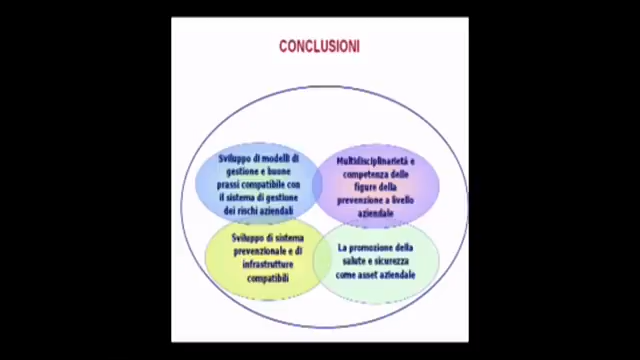 CONCLUSIONI
Sviluppo di modelli di
gestione e buone
prassi compatibile con
il sistema di gestione
dei rischi aziendali
Multidisciplinarietá e
competenza delle
figure della
prevenzione a livello
aziendale
Sviluppo di sistema
prevenzionale e di
infrastrutture
compatibili
La promozione della
salute e sicurezza
come asset aziendale